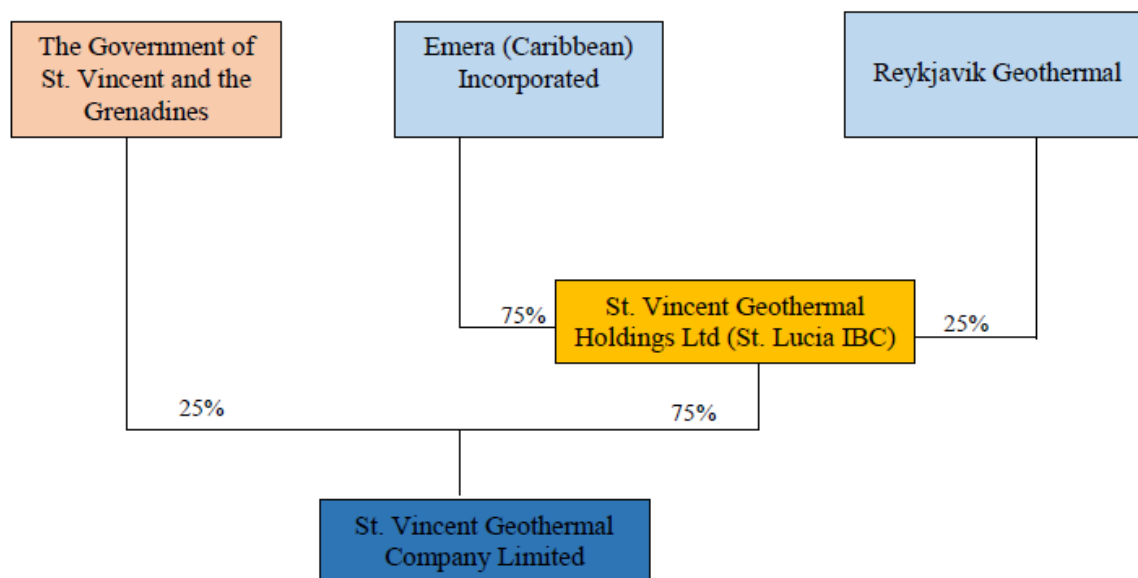 The Government of
St. Vincent and the
Grenadines
Emera (Caribbean)
Incorporated
Reykjavik Geothermal
St. Vincent Geothermal
Holdings Ltd (St. Lucia IBC)
75%
25%
25%
75%
St. Vincent Geothermal
Company Limited